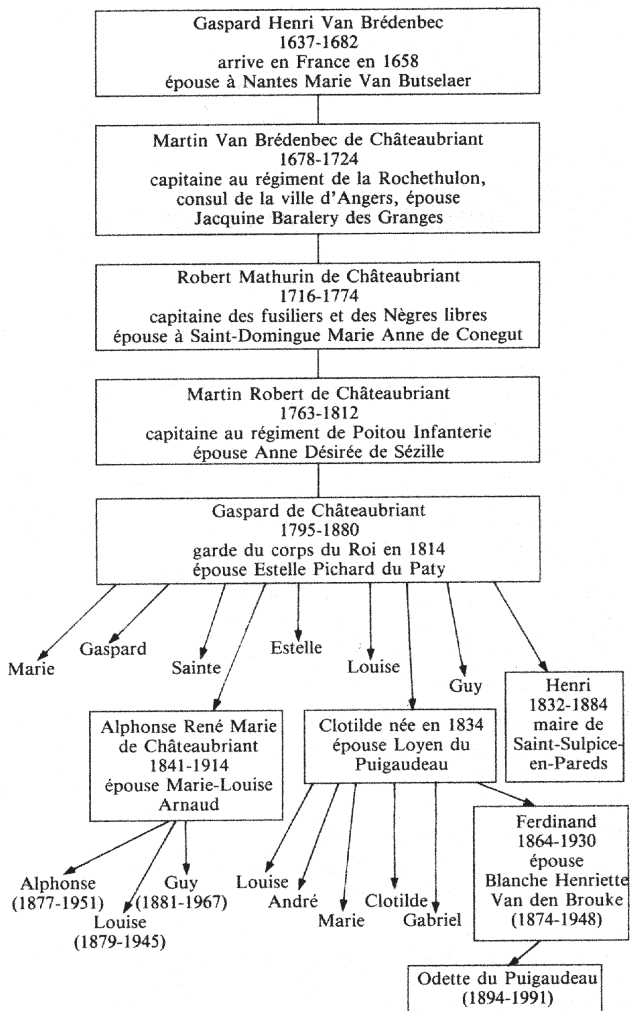 Gaspard Henri Van Brédenbec
1637-1682
arrive en France en 1658
épouse à Nantes Marie Van Butselaer
Martin Van Brédenbec de Châteaubriant
1678-1724
capitaine au régiment de la Rochethulon,
consul de la ville d'Angers, épouse
Jacquine Baralery des Granges
Robert Mathurin de Châteaubriant
1716-1774
capitaine des fusiliers et des Nègres libres
épouse à Saint-Domingue Marie Anne de Conegut
Martin Robert de Châteaubriant
1763-1812
capitaine au régiment de Poitou Infanterie
épouse Anne Désirée de Sézille
Gaspard de Châteaubriant
1795-1880
garde du corps du Roi en 1814
épouse Estelle Pichard du Paty
Marie
Gaspard
Sainte
Estelle
Louise
Guy
Henri
1832-1884
maire de
Saint-Sulpice-
en-Pareds
Alphonse René Marie
de Châteaubriant
1841-1914
épouse Marie-Louise
Arnaud
Clotilde née en 1834
épouse Loyen du
Puigaudeau
Alphonse
(1877-1951)
Louise
(1879-1945)
Guy
(1881-1967)
Louise
André
Marie
Clotilde
Gabriel
Ferdinand
1864-1930
épouse
Blanche Henriette
Van den Brouke
(1874-1948)
Odette du Puigaudeau
(1894-1991)